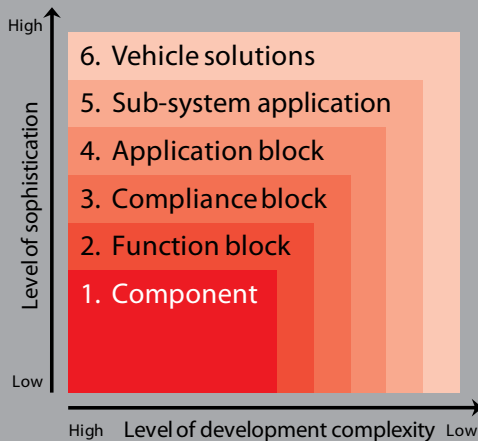 High
6. Vehicle solutions
5. Sub-system application
4. Application block
3. Compliance block
2. Function block
1. Component
Level of sophistication
Low
High Level of development complexity Low